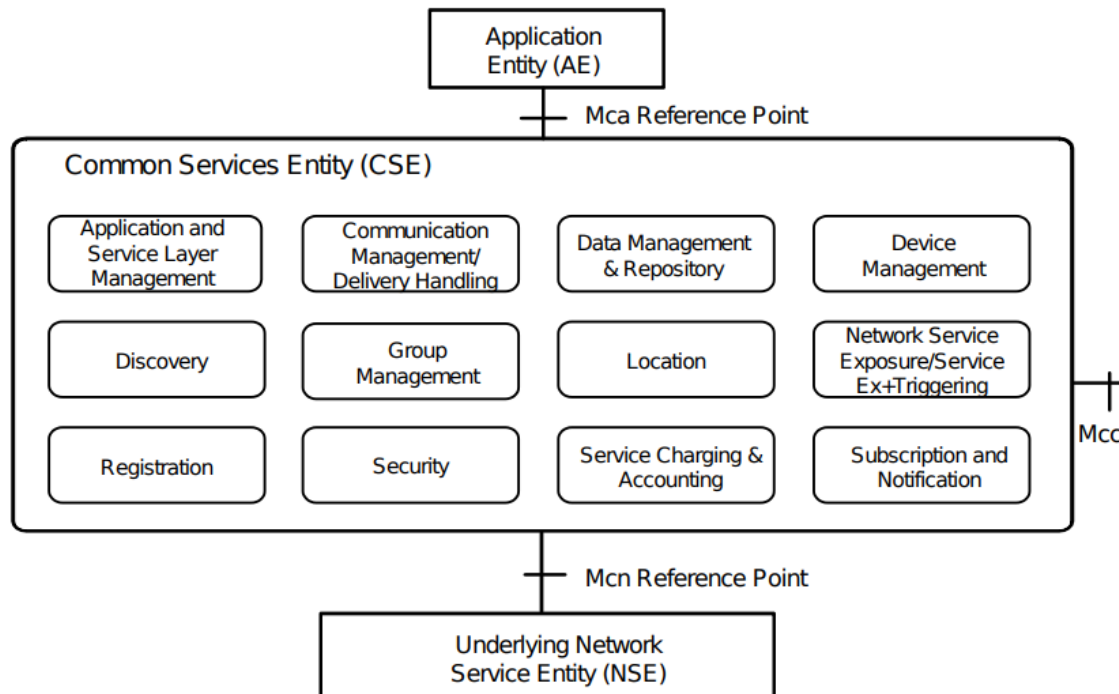 Application
Entity (AE)
Mca Reference Point
Common Services Entity (CSE)
Application and
Service Layer
Management
Communication
Management/
Delivery Handling
Data Management
& Repository
Device
Management
Discovery
Group
Management
Location
Network Service
Exposure/Service
Ex+Triggering
Registration
Security
Service Charging &
Accounting
Subscription and
Notification
Mcc
Mcn Reference Point
Underlying Network
Service Entity (NSE)